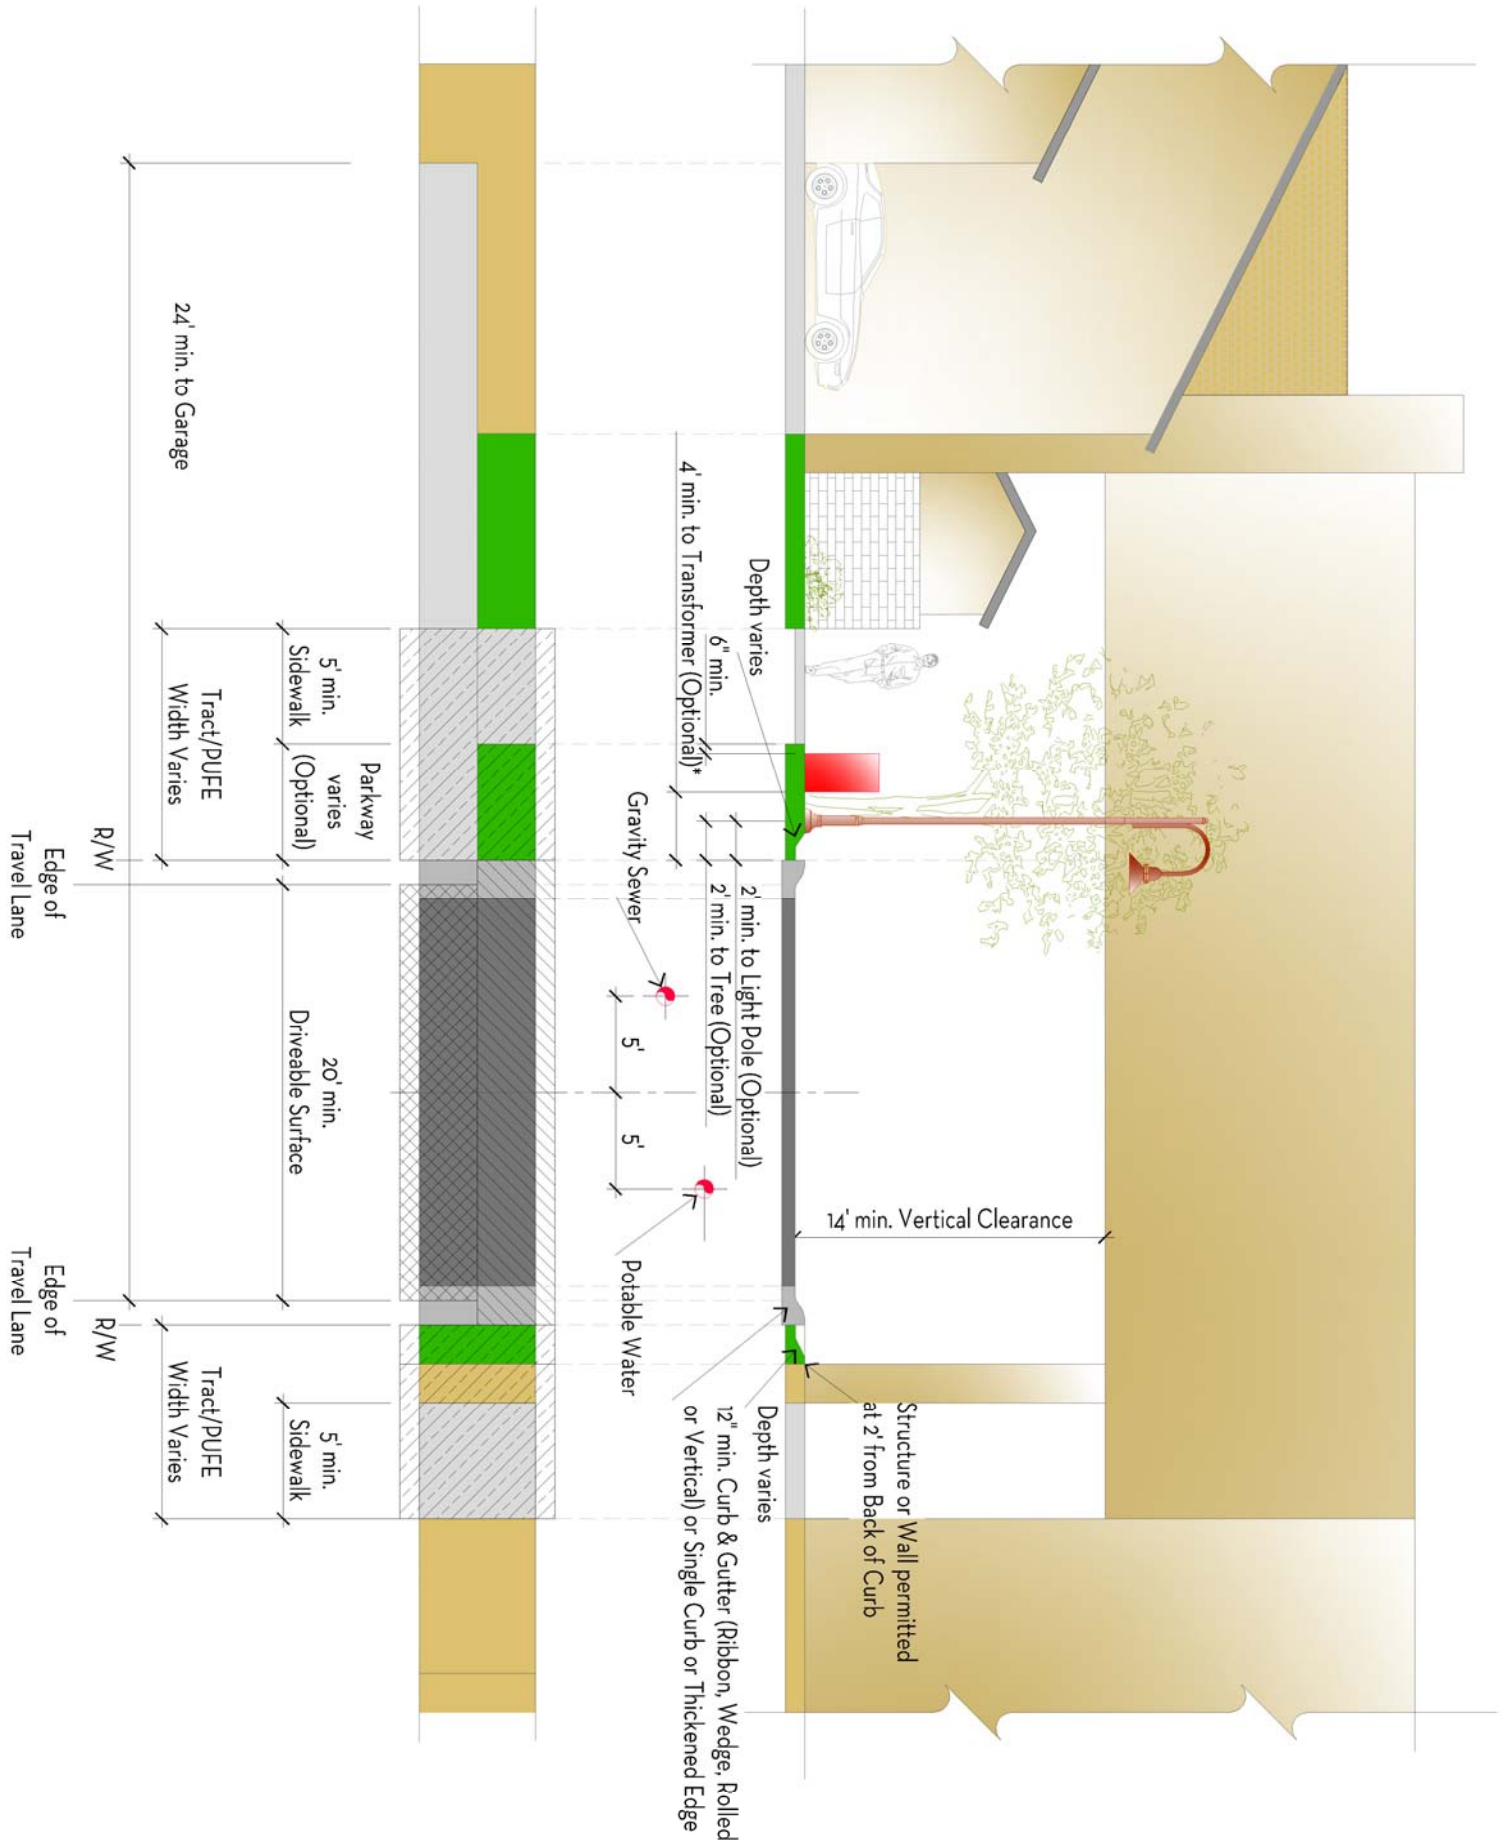 14' min. Vertical Clearance
Structure or Wall permitted
at 2' from Back of Curb
Depth varies
12" min. Curb & Gutter (Ribbon, Wedge, Rolled
or Vertical) or Single Curb or Thickened Edge
Depth varies
6" min.
4' min. to Transformer (Optional)*
2' min. to Light Pole (Optional)
2' min. to Tree (Optional)
Gravity Sewer
Potable Water
5'
5'
5' min.
Sidewalk
Parkway
varies
(Optional)
20' min.
Driveable Surface
5' min.
Sidewalk
Tract/PUFE
Width Varies
Tract/PUFE
Width Varies
24' min. to Garage
R/W
R/W
Edge of
Travel Lane
Edge of
Travel Lane